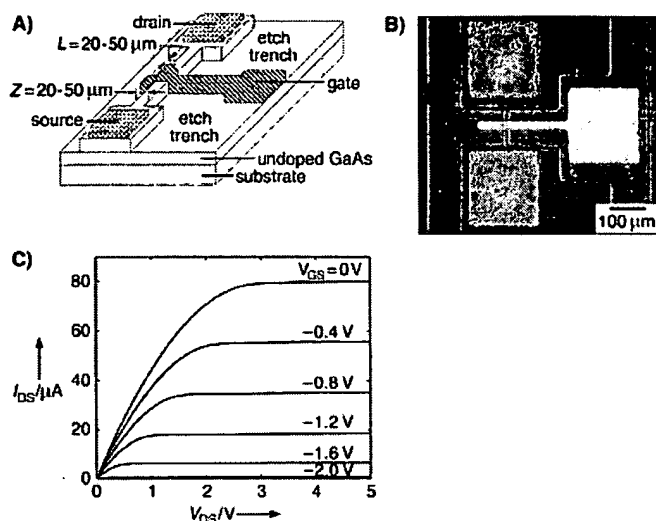 A)
drain
L=20-50 μm
etch
trench
Z=20-50 μm
gate
source
etch
trench
undoped GaAs
substrate
B)
100 μm
C)
V_GS=0V
80
−0.4 V
60
I_DS/μA
40
−0.8 V
−1.2 V
20
−1.6 V
−2.0V
0
0 1 2 3 4 5
V_DS/V